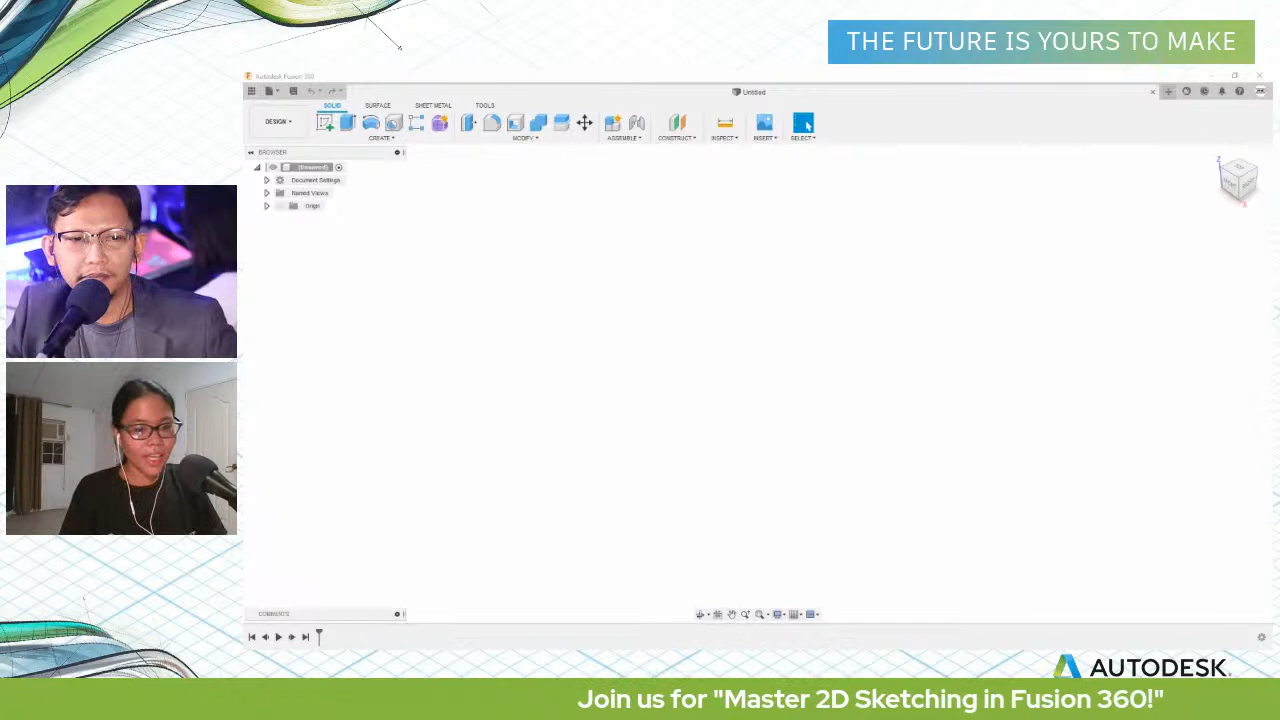 THE FUTURE IS YOURS TO MAKE
Autodesk Fusion 360
Untitled
SOLID
SURFACE
SHEET METAL
TOOLS
DESIGN
CREATE
MODIFY
ASSEMBLE
CONSTRUCT
INSPECT
INSERT
SELECT
BROWSER
(Unsaved)
Document Settings
Named Views
Origin
Z
X
COMMENTS
AUTODESK
Join us for "Master 2D Sketching in Fusion 360!"